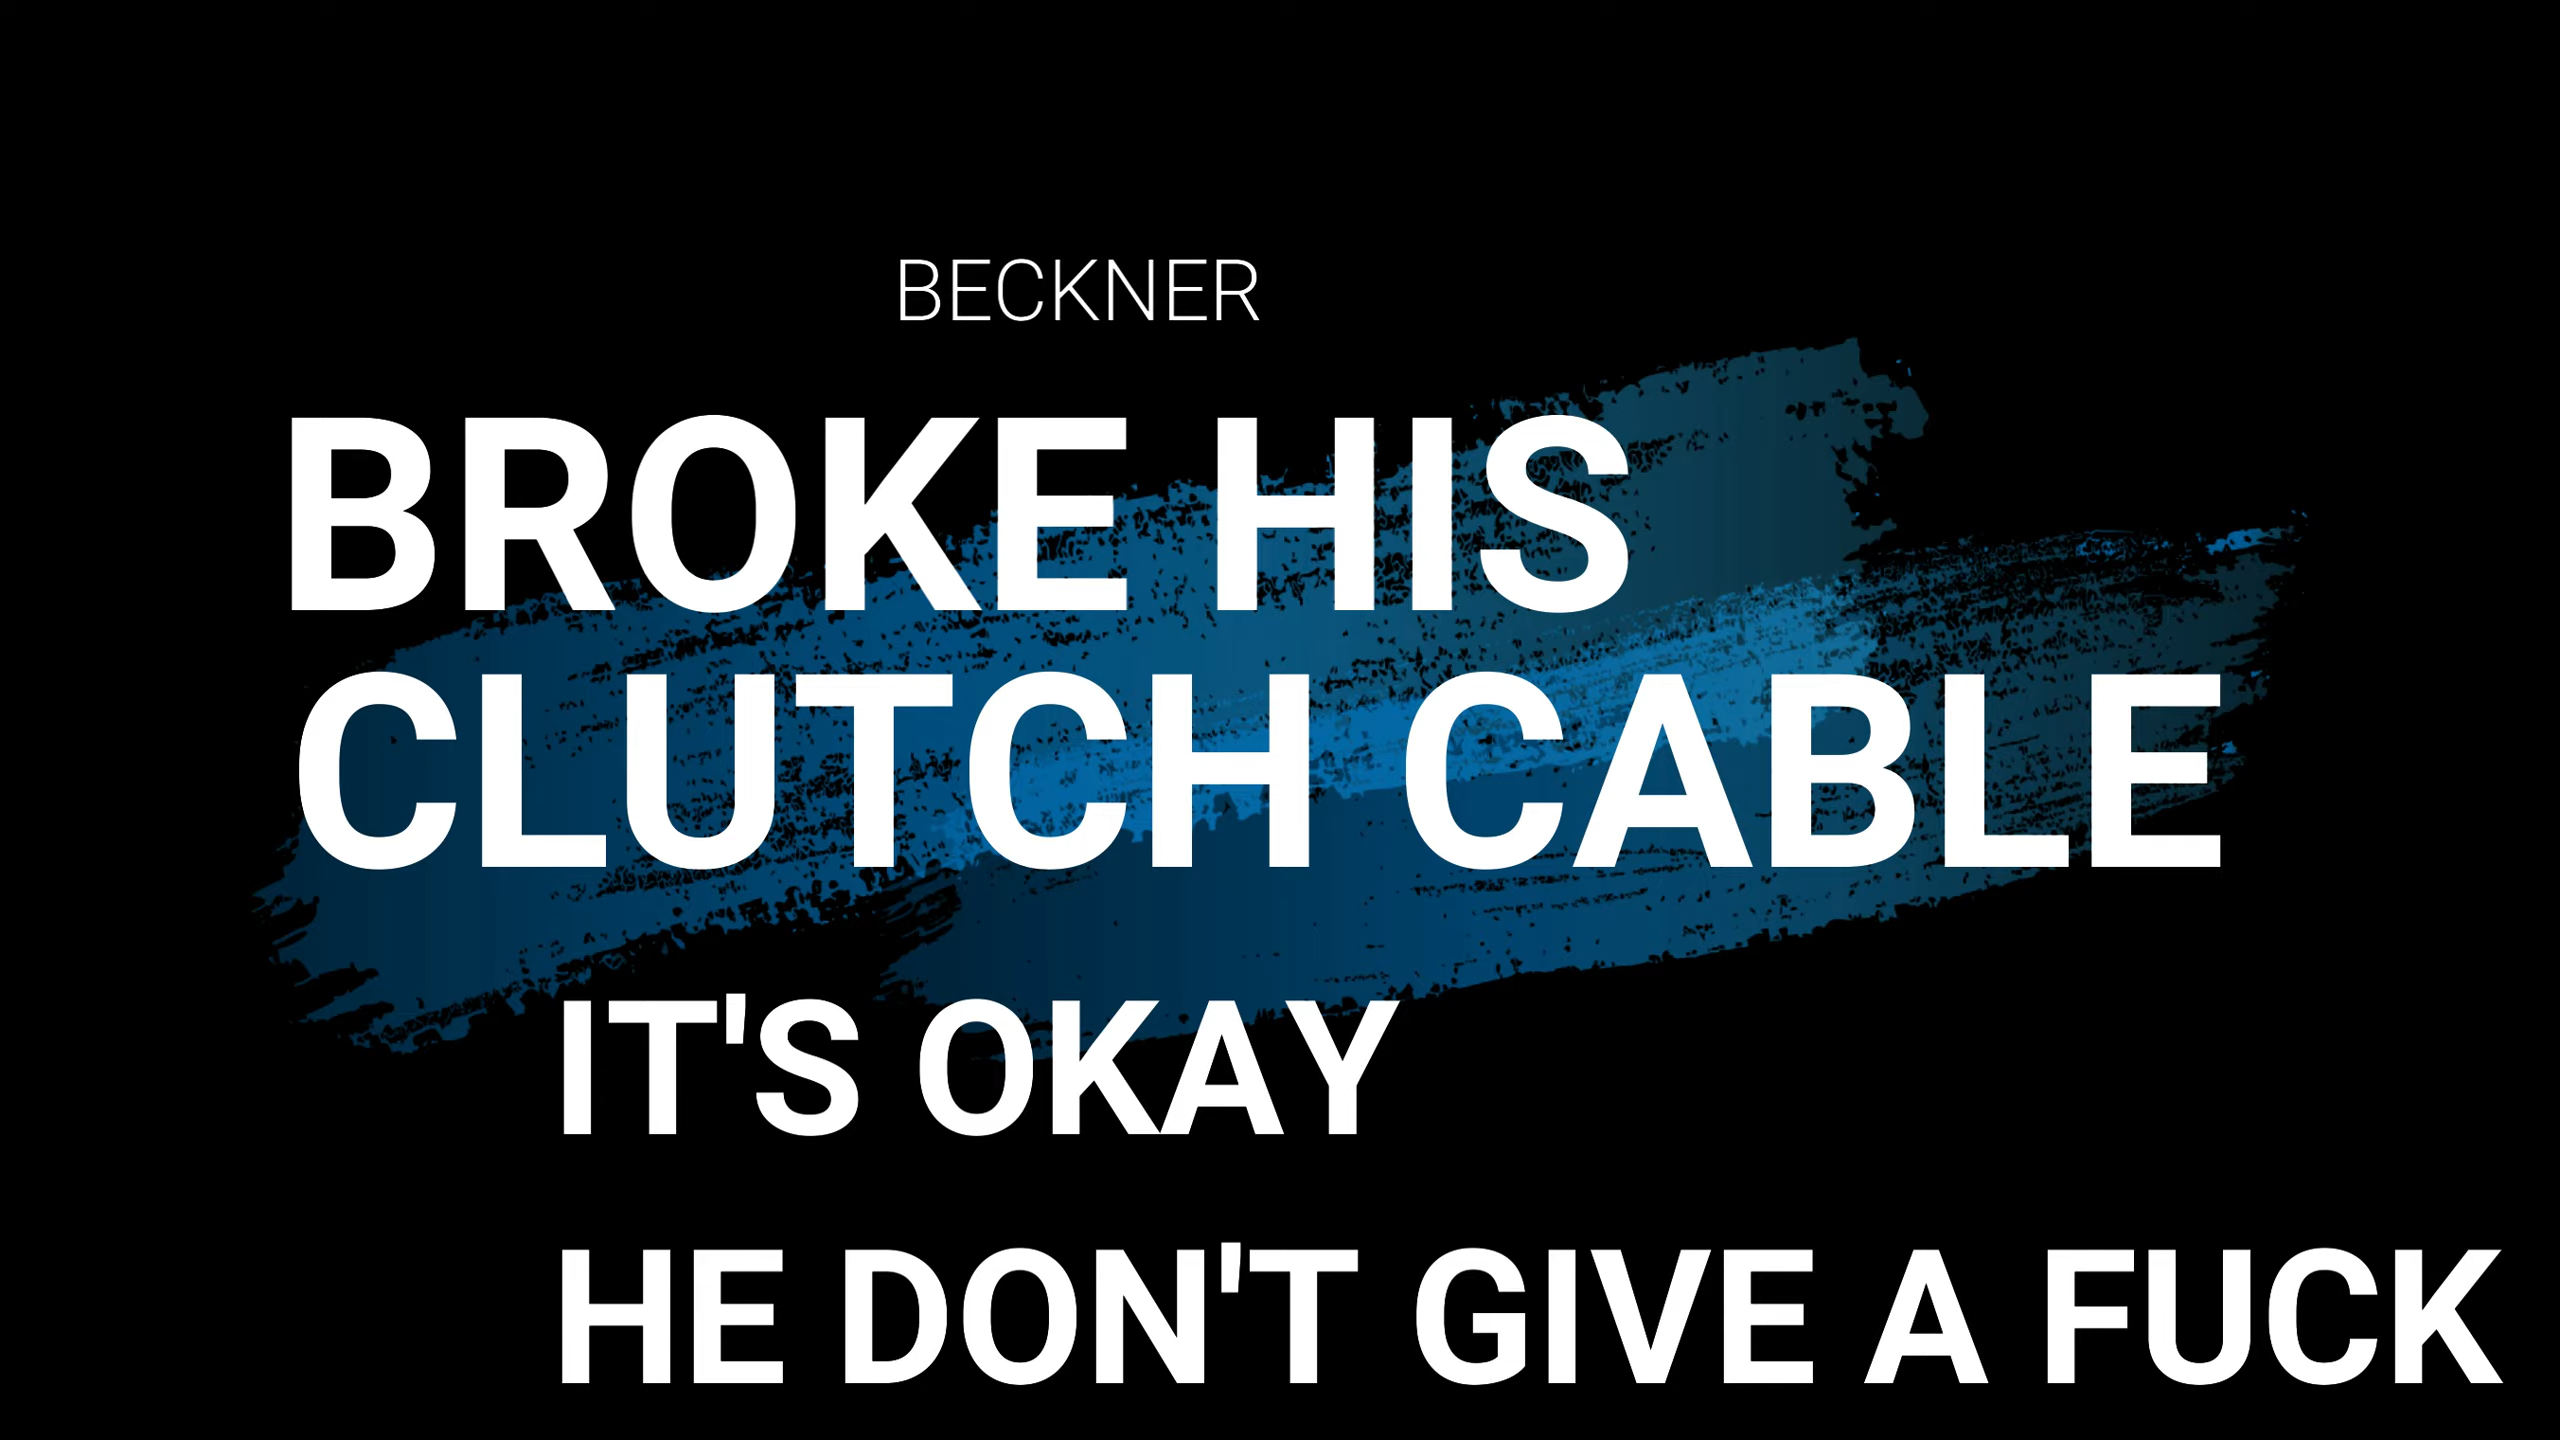 BECKNER
BROKE HIS
CLUTCH CABLE
IT'S OKAY
HE DON'T GIVE A FUCK